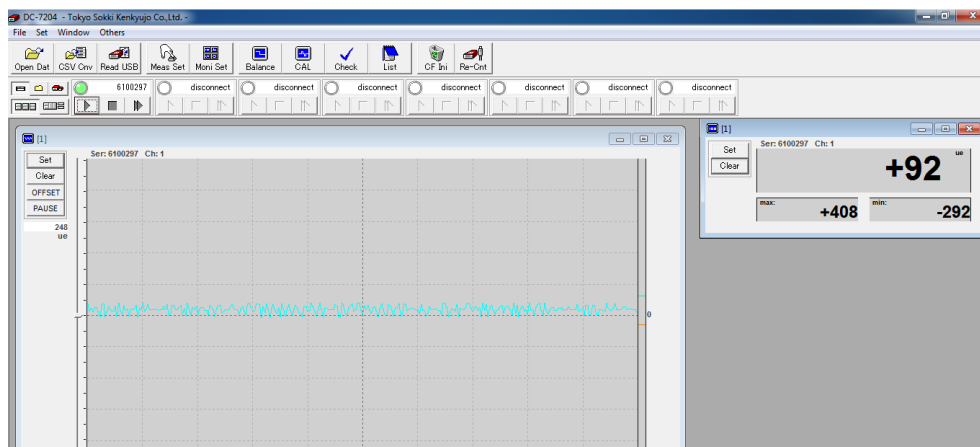 DC-7204 - Tokyo Sokki Kenkyujo Co.,Ltd. -
File Set Window Others
Open Dat CSV Cnv Read USB Meas Set Moni Set Balance CAL Check List CF Ini Re-Cnt
6100297 disconnect disconnect disconnect disconnect disconnect disconnect disconnect
[1]
Set
Clear
OFFSET
PAUSE
248
ue
Ser: 6100297 Ch: 1
0
[1]
Set
Clear
Ser: 6100297 Ch: 1
ue
+92
max:
+408
min:
-292